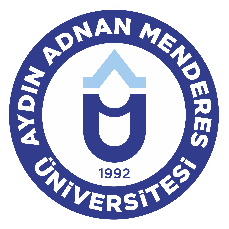 AYDIN ADNAN MENDERES
1992
ÜNİVERSİTESİ